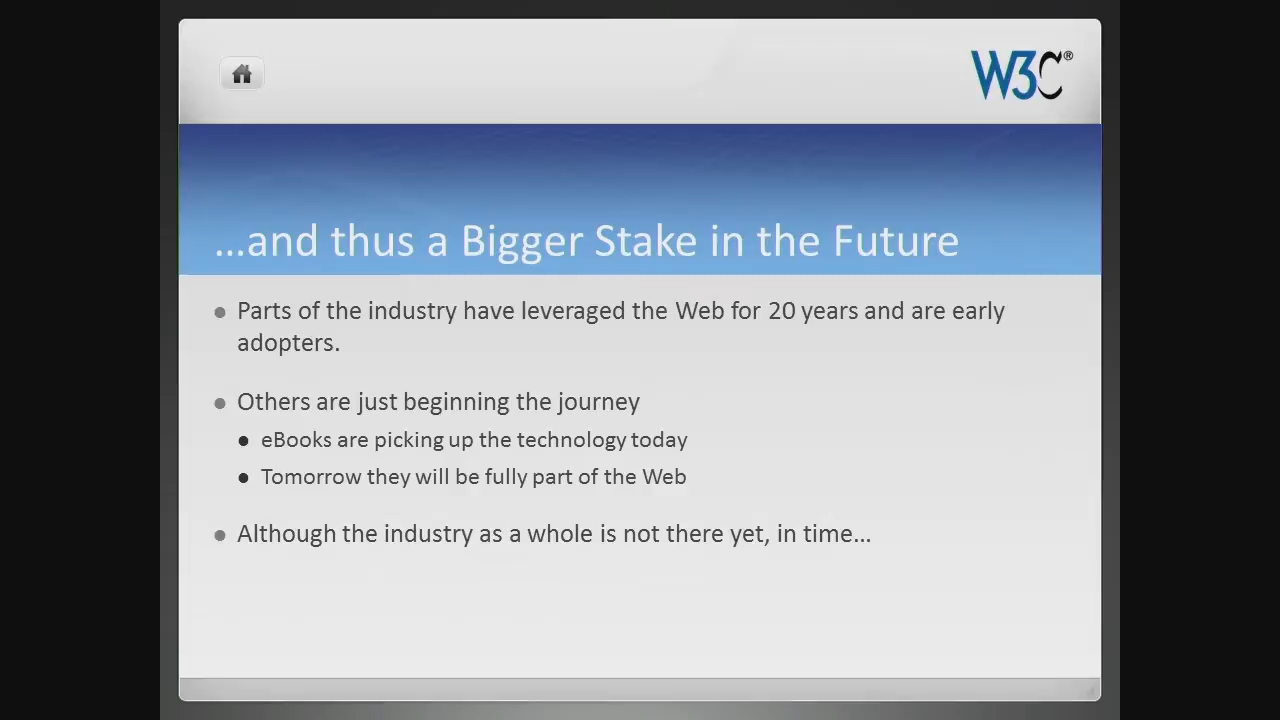 W3C®
...and thus a Bigger Stake in the Future
Parts of the industry have leveraged the Web for 20 years and are early
adopters.
Others are just beginning the journey
eBooks are picking up the technology today
Tomorrow they will be fully part of the Web
Although the industry as a whole is not there yet, in time...